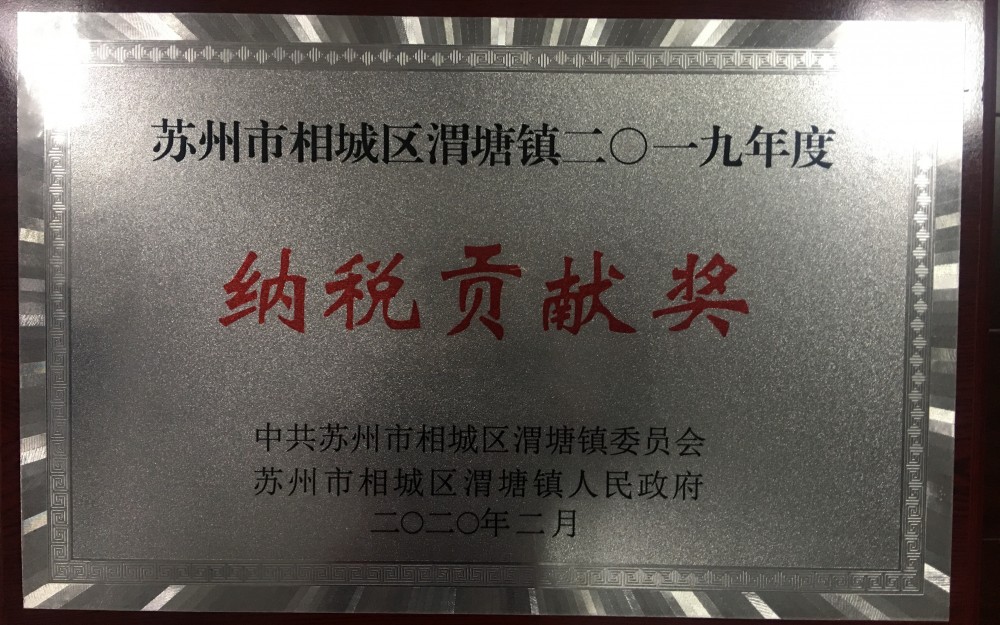 苏州市相城区渭塘镇二〇一九年度
纳税贡献奖
中共苏州市相城区渭塘镇委员会
苏州市相城区渭塘镇人民政府
二〇二〇年二月